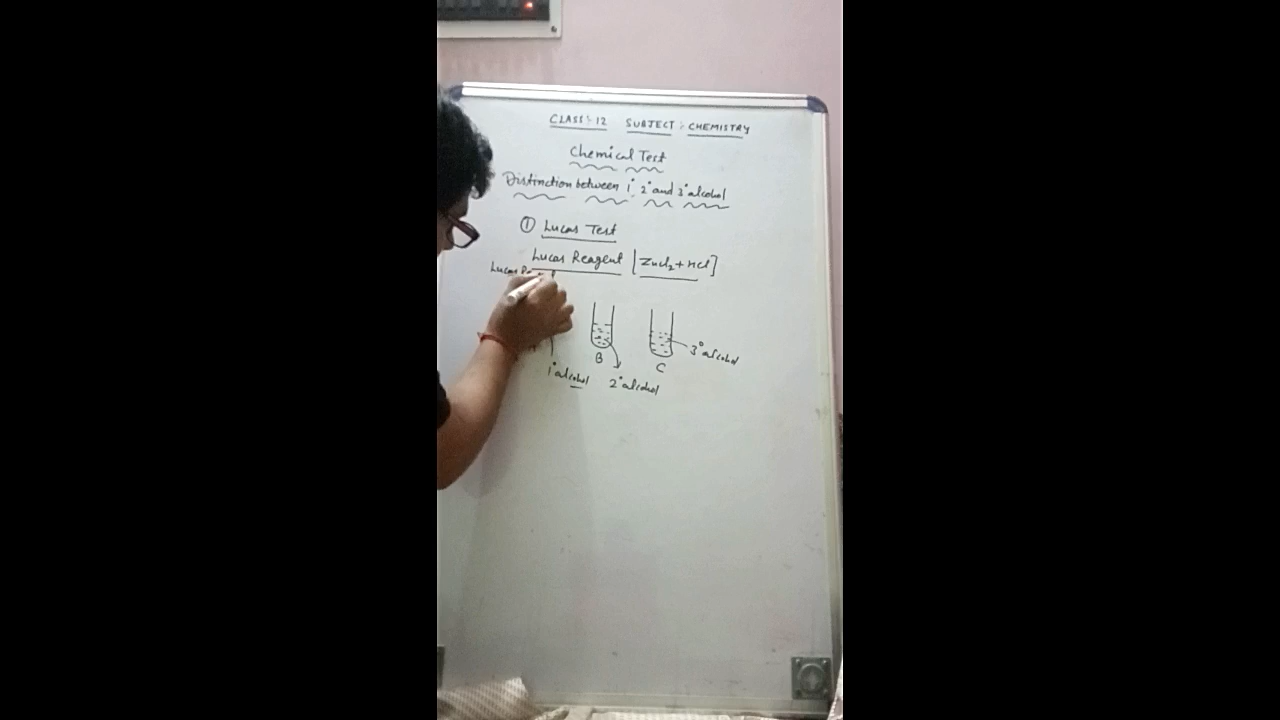 CLASS:- 12 SUBJECT:- CHEMISTRY
Chemical Test
Distinction between 1°, 2° and 3° alcohol
① Lucas Test
Lucas Reagent [ZnCl₂ + HCl]
Lucas
B
C
3° alcohol
1° alcohol
2° alcohol